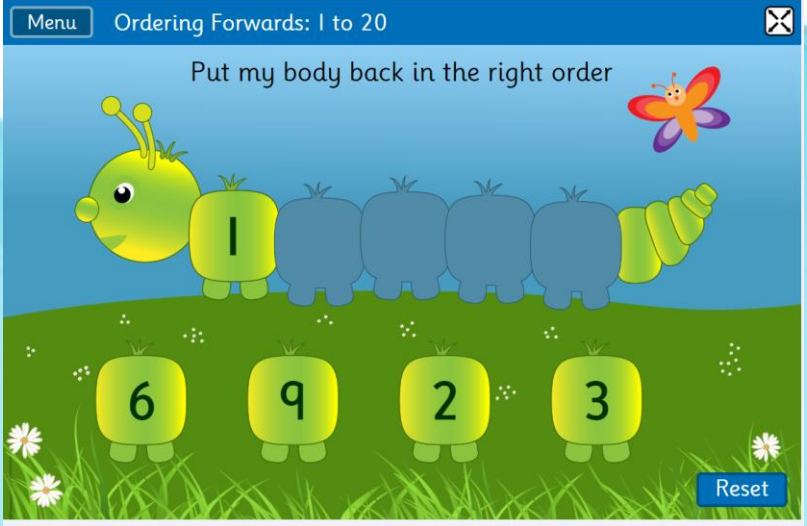 Menu Ordering Forwards: 1 to 20
Put my body back in the right order
1
6 9 2 3
Reset